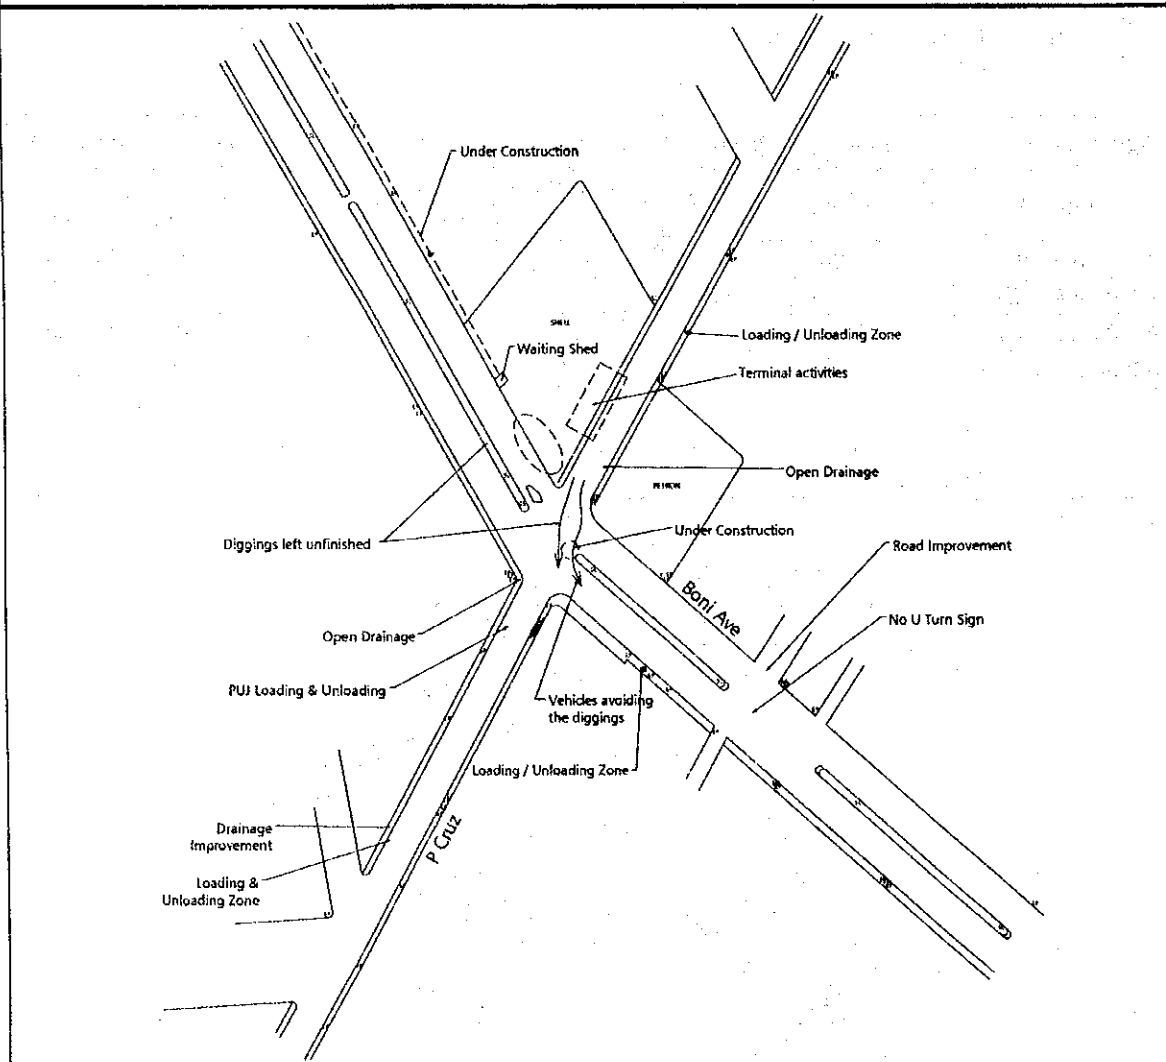 Under Construction
SHELL
Waiting Shed
Loading / Unloading Zone
Terminal activities
Open Drainage
PETRON
Under Construction
Diggings left unfinished
Road Improvement
Boni Ave
No U Turn Sign
Open Drainage
PUJ Loading & Unloading
Vehicles avoiding
the diggings
Loading / Unloading Zone
Drainage
Improvement
P Cruz
Loading &
Unloading Zone